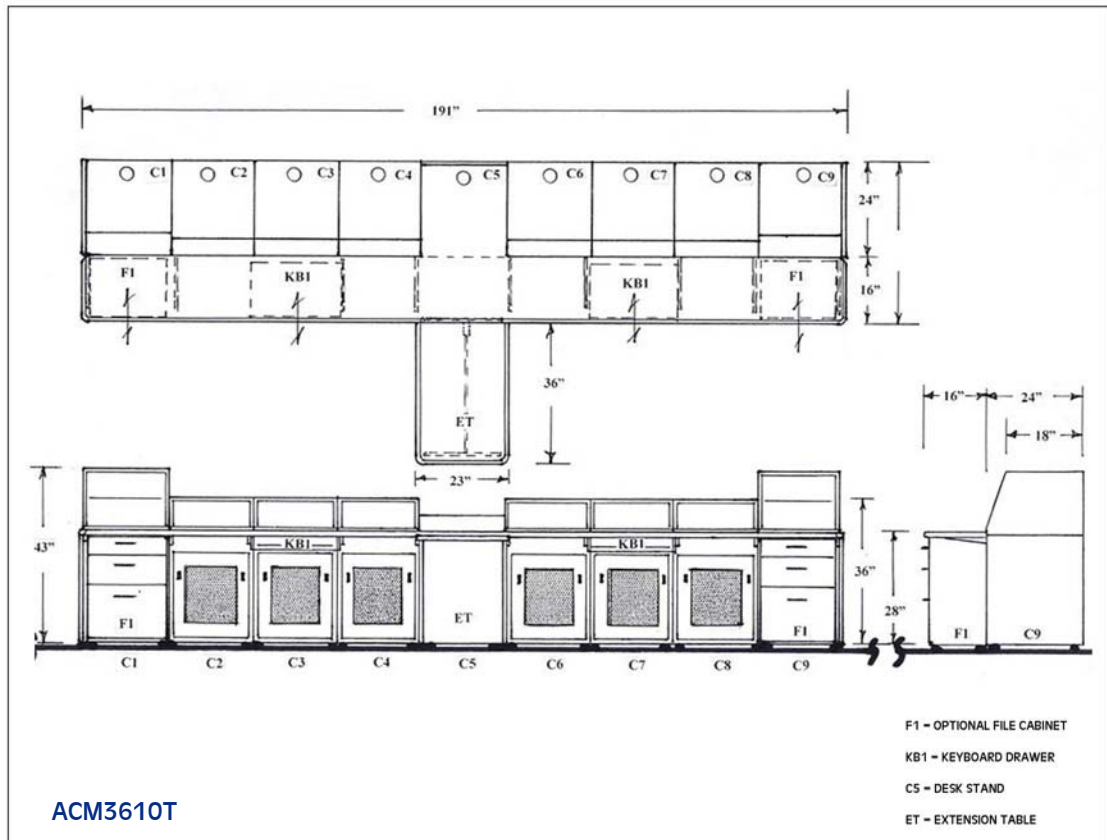 191”
C1 C2 C3 C4 C5 C6 C7 C8 C9
24”
F1 KB1 KB1 F1
16”
36”
16” 24”
ET
18”
23”
43”
KB1 KB1
36”
28”
F1 ET F1 F1 C9
C1 C2 C3 C4 C5 C6 C7 C8 C9
F1 = OPTIONAL FILE CABINET
KB1 = KEYBOARD DRAWER
C5 = DESK STAND
ET = EXTENSION TABLE
ACM3610T